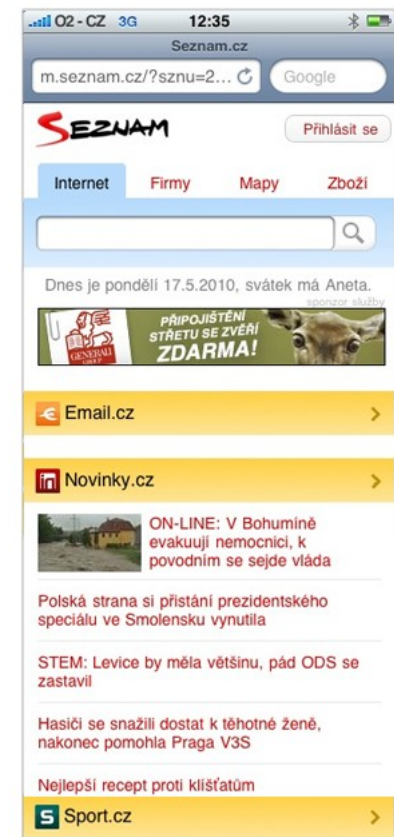 O2 - CZ 3G 12:35
Seznam.cz
m.seznam.cz/?sznu=2... Google
SEZNAM Přihlásit se
Internet Firmy Mapy Zboží
Dnes je pondělí 17.5.2010, svátek má Aneta.
sponzor služby
PŘIPOJIŠTĚNÍ
STŘETU SE ZVĚŘÍ
GENERALI
GROUP
ZDARMA!
Email.cz
Novinky.cz
ON-LINE: V Bohumíně
evakuují nemocnici, k
povodním se sejde vláda
Polská strana si přistání prezidentského
speciálu ve Smolensku vynutila
STEM: Levice by měla většinu, pád ODS se
zastavil
Hasiči se snažili dostat k těhotné ženě,
nakonec pomohla Praga V3S
Nejlepší recept proti klíšťatům
Sport.cz